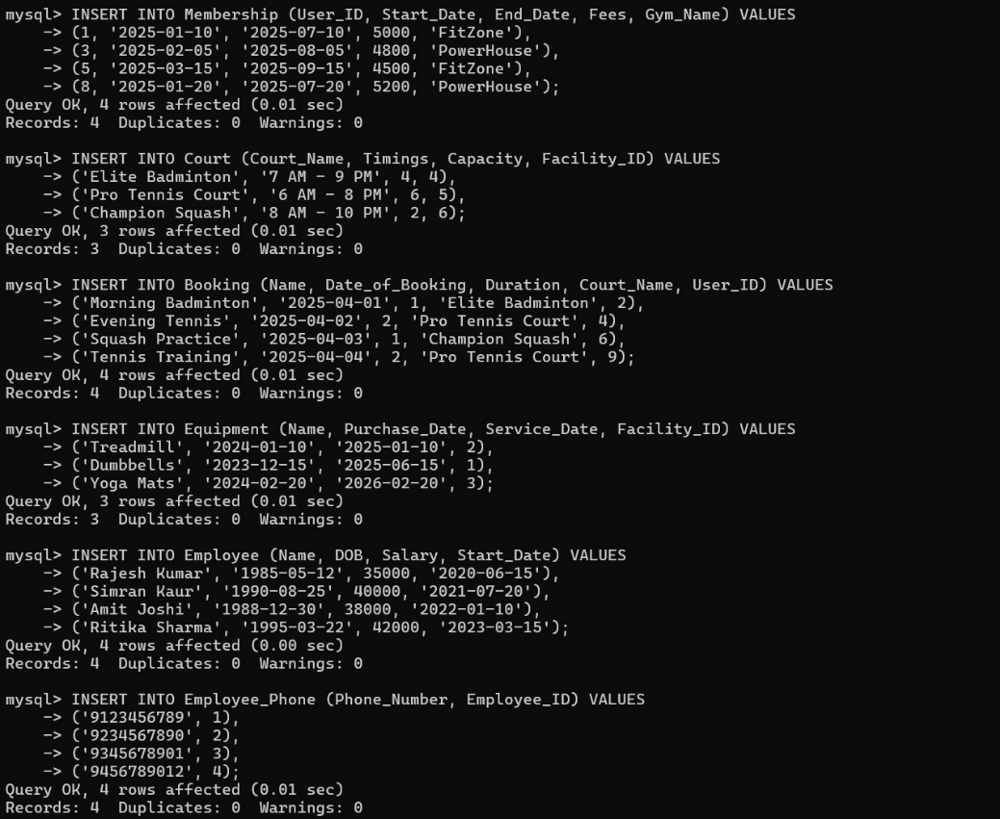 mysql> INSERT INTO Membership (User_ID, Start_Date, End_Date, Fees, Gym_Name) VALUES
    -> (1, '2025-01-10', '2025-07-10', 5000, 'FitZone'),
    -> (3, '2025-02-05', '2025-08-05', 4800, 'PowerHouse'),
    -> (5, '2025-03-15', '2025-09-15', 4500, 'FitZone'),
    -> (8, '2025-01-20', '2025-07-20', 5200, 'PowerHouse');
Query OK, 4 rows affected (0.01 sec)
Records: 4  Duplicates: 0  Warnings: 0

mysql> INSERT INTO Court (Court_Name, Timings, Capacity, Facility_ID) VALUES
    -> ('Elite Badminton', '7 AM - 9 PM', 4, 4),
    -> ('Pro Tennis Court', '6 AM - 8 PM', 6, 5),
    -> ('Champion Squash', '8 AM - 10 PM', 2, 6);
Query OK, 3 rows affected (0.01 sec)
Records: 3  Duplicates: 0  Warnings: 0

mysql> INSERT INTO Booking (Name, Date_of_Booking, Duration, Court_Name, User_ID) VALUES
    -> ('Morning Badminton', '2025-04-01', 1, 'Elite Badminton', 2),
    -> ('Evening Tennis', '2025-04-02', 2, 'Pro Tennis Court', 4),
    -> ('Squash Practice', '2025-04-03', 1, 'Champion Squash', 6),
    -> ('Tennis Training', '2025-04-04', 2, 'Pro Tennis Court', 9);
Query OK, 4 rows affected (0.01 sec)
Records: 4  Duplicates: 0  Warnings: 0

mysql> INSERT INTO Equipment (Name, Purchase_Date, Service_Date, Facility_ID) VALUES
    -> ('Treadmill', '2024-01-10', '2025-01-10', 2),
    -> ('Dumbbells', '2023-12-15', '2025-06-15', 1),
    -> ('Yoga Mats', '2024-02-20', '2026-02-20', 3);
Query OK, 3 rows affected (0.01 sec)
Records: 3  Duplicates: 0  Warnings: 0

mysql> INSERT INTO Employee (Name, DOB, Salary, Start_Date) VALUES
    -> ('Rajesh Kumar', '1985-05-12', 35000, '2020-06-15'),
    -> ('Simran Kaur', '1990-08-25', 40000, '2021-07-20'),
    -> ('Amit Joshi', '1988-12-30', 38000, '2022-01-10'),
    -> ('Ritika Sharma', '1995-03-22', 42000, '2023-03-15');
Query OK, 4 rows affected (0.00 sec)
Records: 4  Duplicates: 0  Warnings: 0

mysql> INSERT INTO Employee_Phone (Phone_Number, Employee_ID) VALUES
    -> ('9123456789', 1),
    -> ('9234567890', 2),
    -> ('9345678901', 3),
    -> ('9456789012', 4);
Query OK, 4 rows affected (0.01 sec)
Records: 4  Duplicates: 0  Warnings: 0